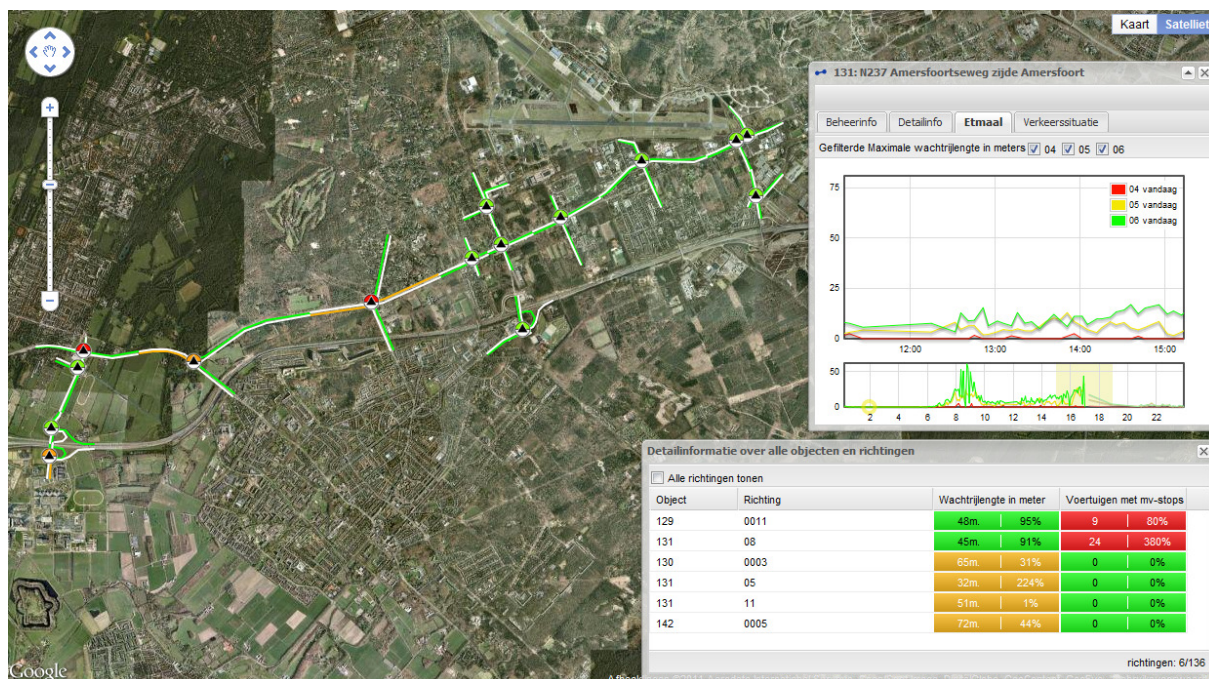 Kaart Satelliet
131: N237 Amersfoortseweg zijde Amersfoort
Beheerinfo Detailinfo Etmaal Verkeerssituatie
Gefilterde Maximale wachtrijlengte in meters 04 05 06
75
50
25
0
04 vandaag
05 vandaag
06 vandaag
12:00 13:00 14:00 15:00
50
0
2 4 6 8 10 12 14 16 18 20 22
Detailinformatie over alle objecten en richtingen
Alle richtingen tonen
Object Richting Wachtrijlengte in meter Voertuigen met mv-stops
129 0011 48m. 95% 9 80%
131 08 45m. 91% 24 380%
130 0003 65m. 31% 0 0%
131 05 32m. 224% 0 0%
131 11 51m. 1% 0 0%
142 0005 72m. 44% 0 0%
richtingen: 6/136
Google